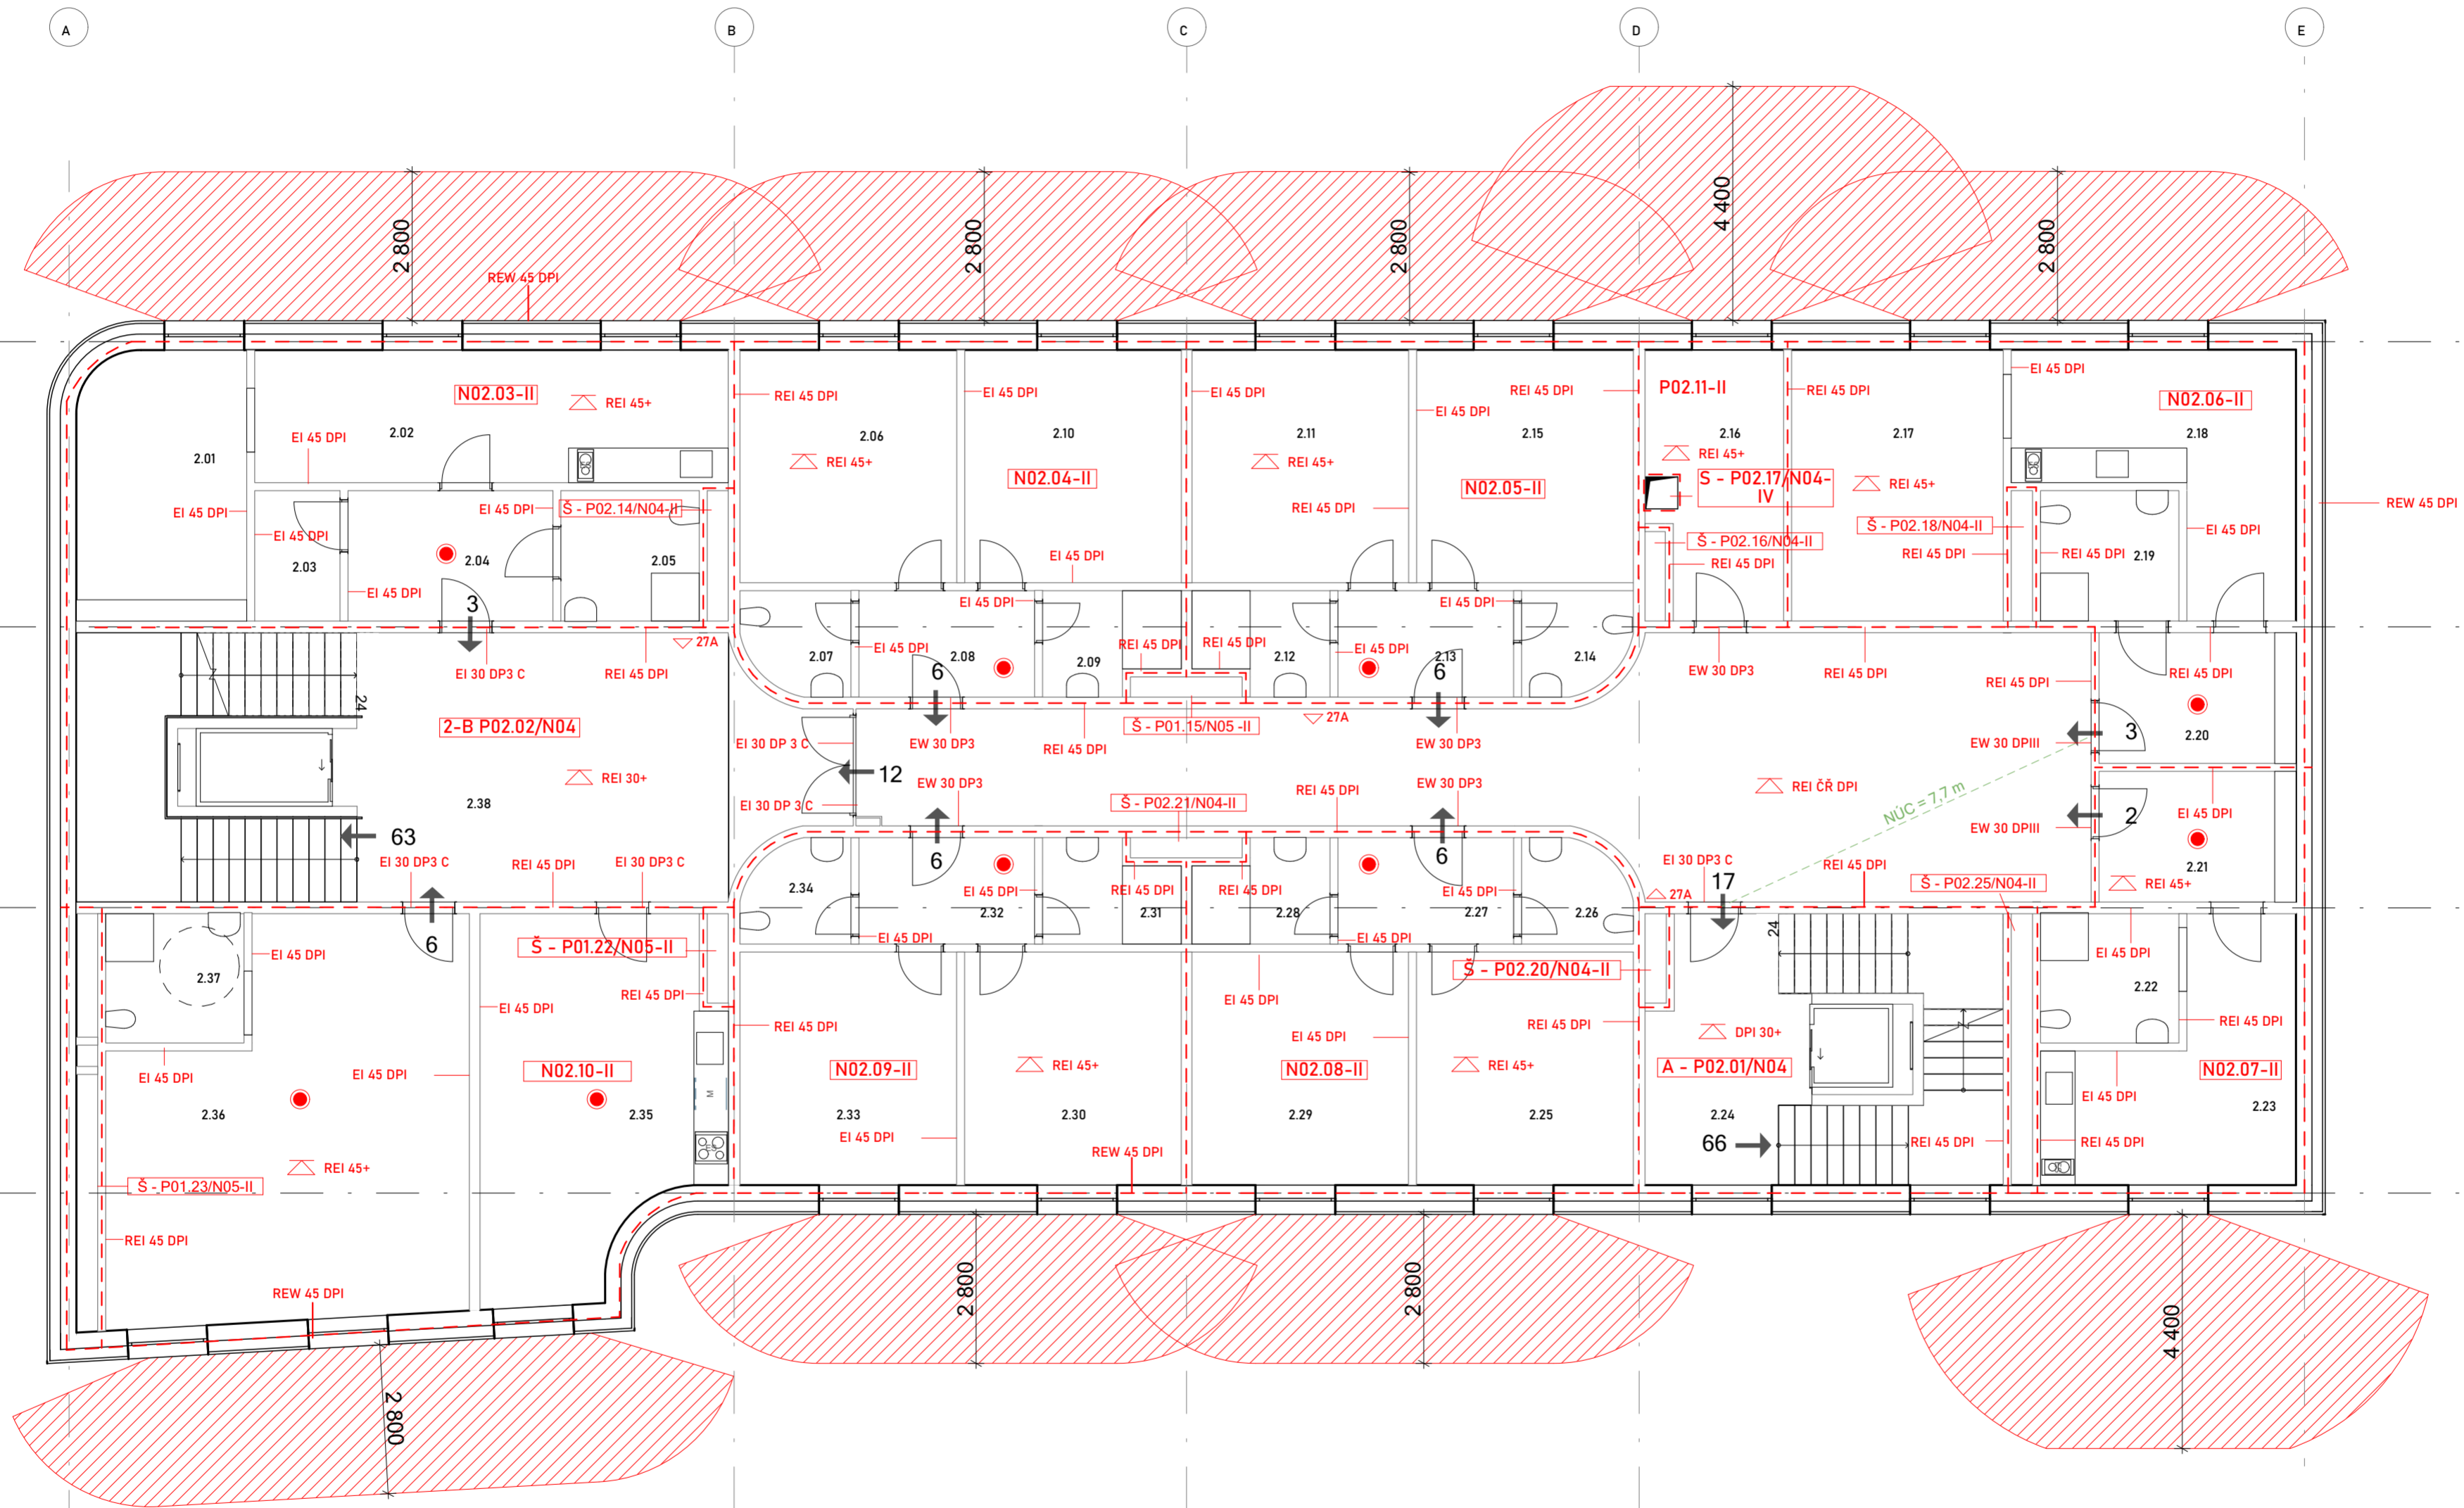 A
B
C
D
E
2 800
2 800
2 800
4 400
2 800
REW 45 DPI
N02.03-II
REI 45+
2.02
EI 45 DPI
2.01
EI 45 DPI
EI 45 DPI
EI 45 DPI
Š - P02.14/N04-II
2.03
2.04
2.05
EI 45 DPI
3
27A
EI 30 DP3 C
REI 45 DPI
REI 45 DPI
2.06
REI 45+
EI 45 DPI
2.10
N02.04-II
EI 45 DPI
EI 45 DPI
2.11
REI 45+
EI 45 DPI
REI 45 DPI
2.15
N02.05-II
REI 45 DPI
P02.11-II
2.16
REI 45+
S - P02.17/N04-
IV
Š - P02.16/N04-II
REI 45 DPI
REI 45 DPI
2.17
REI 45+
EI 45 DPI
N02.06-II
2.18
REW 45 DPI
Š - P02.18/N04-II
REI 45 DPI
REI 45 DPI
2.19
EI 45 DPI
EI 45 DPI
2.07
EI 45 DPI
2.08
6
2.09
REI 45 DPI
REI 45 DPI
2.12
EI 45 DPI
EI 45 DPI
2.13
6
2.14
EW 30 DP3
REI 45 DPI
REI 45 DPI
REI 45 DPI
24
2-B P02.02/N04
REI 30+
2.38
63
EI 30 DP 3 C
EI 30 DP 3 C
12
EW 30 DP3
REI 45 DPI
Š - P01.15/N05 -II
27A
EW 30 DP3
EW 30 DP3
Š - P02.21/N04-II
REI 45 DPI
EW 30 DP3
REI ČŘ DPI
NÚC = 7,7 m
EW 30 DPIII
3
2.20
EW 30 DPIII
2
EI 45 DPI
2.21
REI 45+
EI 30 DP3 C
REI 45 DPI
EI 30 DP3 C
6
2.34
6
EI 45 DPI
2.32
REI 45 DPI
2.31
REI 45 DPI
2.28
6
EI 45 DPI
2.27
2.26
EI 45 DPI
EI 45 DPI
EI 30 DP3 C
17
27A
REI 45 DPI
Š - P02.25/N04-II
2.37
EI 45 DPI
Š - P01.22/N05-II
REI 45 DPI
EI 45 DPI
REI 45 DPI
EI 45 DPI
Š - P02.20/N04-II
REI 45 DPI
24
EI 45 DPI
2.22
REI 45 DPI
EI 45 DPI
EI 45 DPI
N02.10-II
M
2.36
2.35
N02.09-II
REI 45+
EI 45 DPI
N02.08-II
REI 45+
DPI 30+
A - P02.01/N04
N02.07-II
EI 45 DPI
2.33
2.30
2.29
2.25
2.24
2.23
EI 45 DPI
REW 45 DPI
66
REI 45 DPI
REI 45 DPI
REI 45+
Š - P01.23/N05-II
REI 45 DPI
REW 45 DPI
2 800
2 800
2 800
4 400